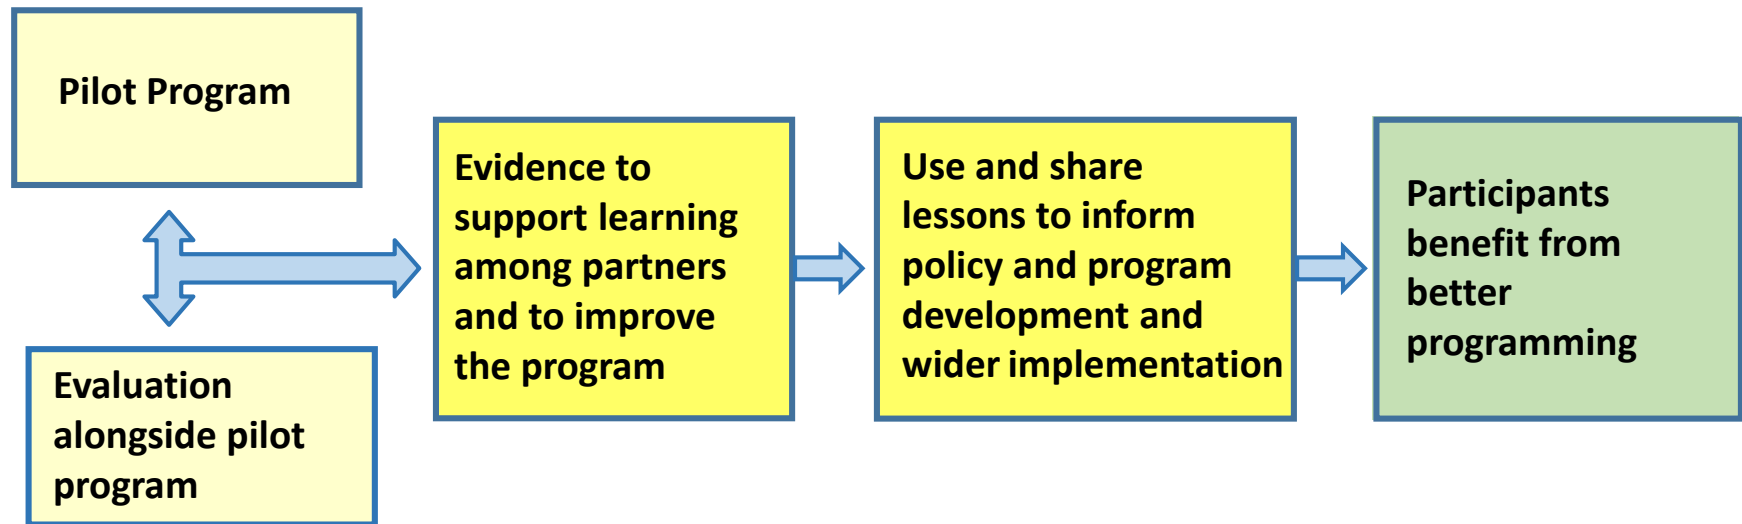 Pilot Program
Evaluation
alongside pilot
program
Evidence to
support learning
among partners
and to improve
the program
Use and share
lessons to inform
policy and program
development and
wider implementation
Participants
benefit from
better
programming